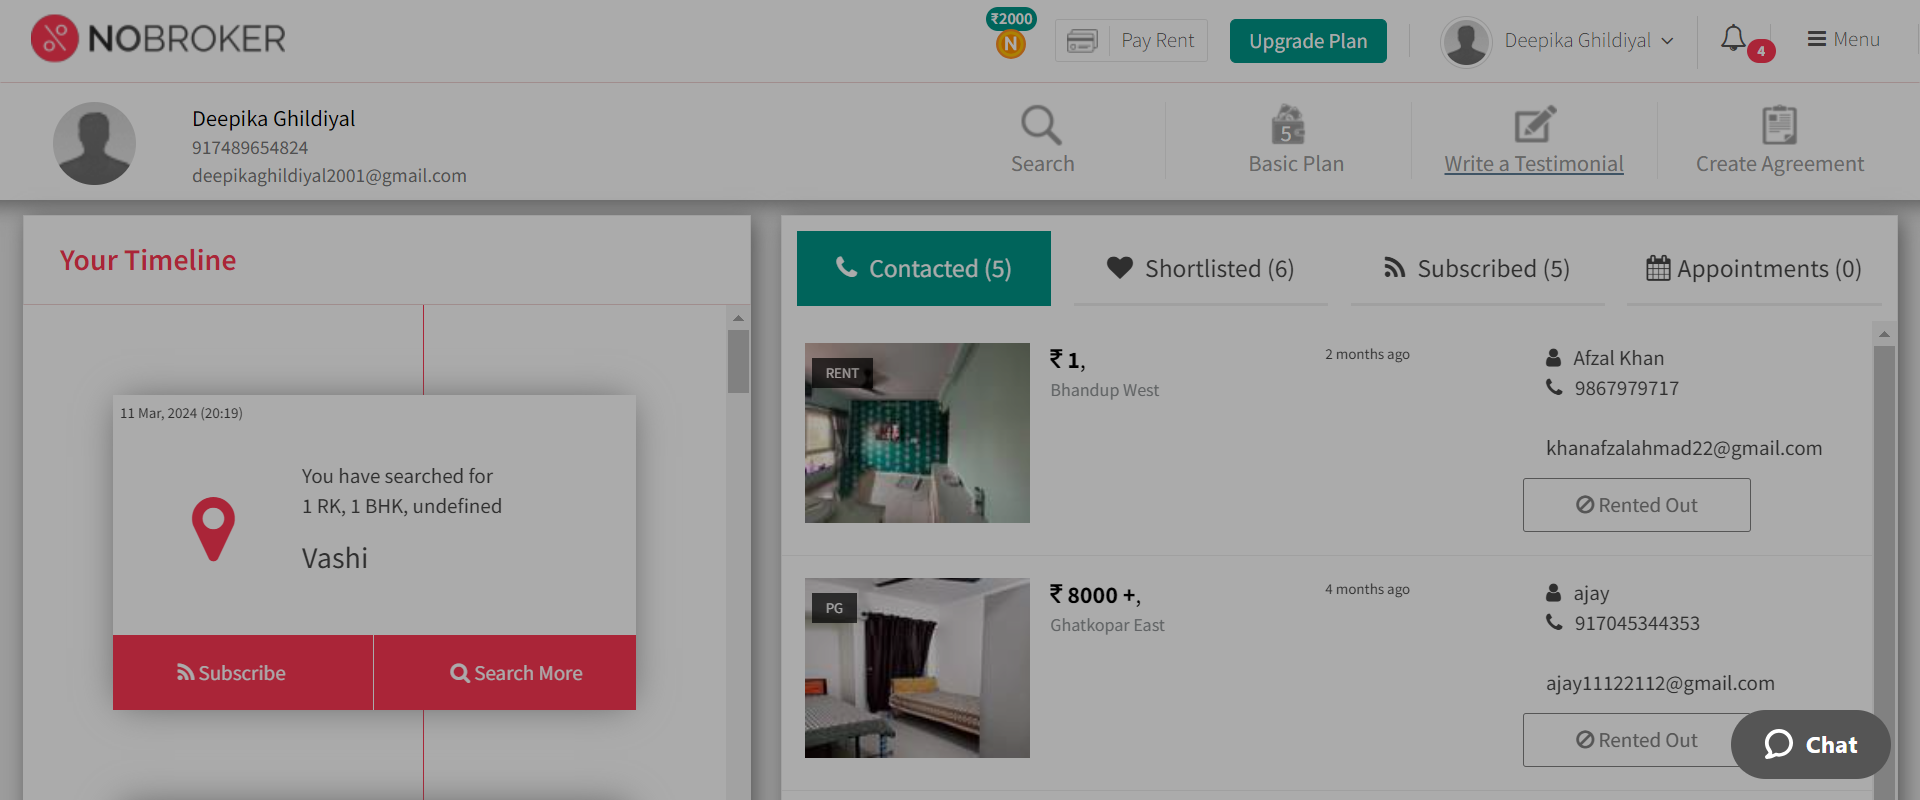 NOBROKER
₹2000
N
Pay Rent
Upgrade Plan
Deepika Ghildiyal
4
Menu
Deepika Ghildiyal
917489654824
deepikaghildiyal2001@gmail.com
Search
5
Basic Plan
Write a Testimonial
Create Agreement
Your Timeline
11 Mar, 2024 (20:19)
You have searched for
1 RK, 1 BHK, undefined
Vashi
Subscribe
Search More
Contacted (5)
Shortlisted (6)
Subscribed (5)
Appointments (0)
RENT
₹ 1,
Bhandup West
2 months ago
Afzal Khan
9867979717
khanafzalahmad22@gmail.com
Rented Out
PG
₹ 8000 +,
Ghatkopar East
4 months ago
ajay
917045344353
ajay11122112@gmail.com
Rented Out
Chat